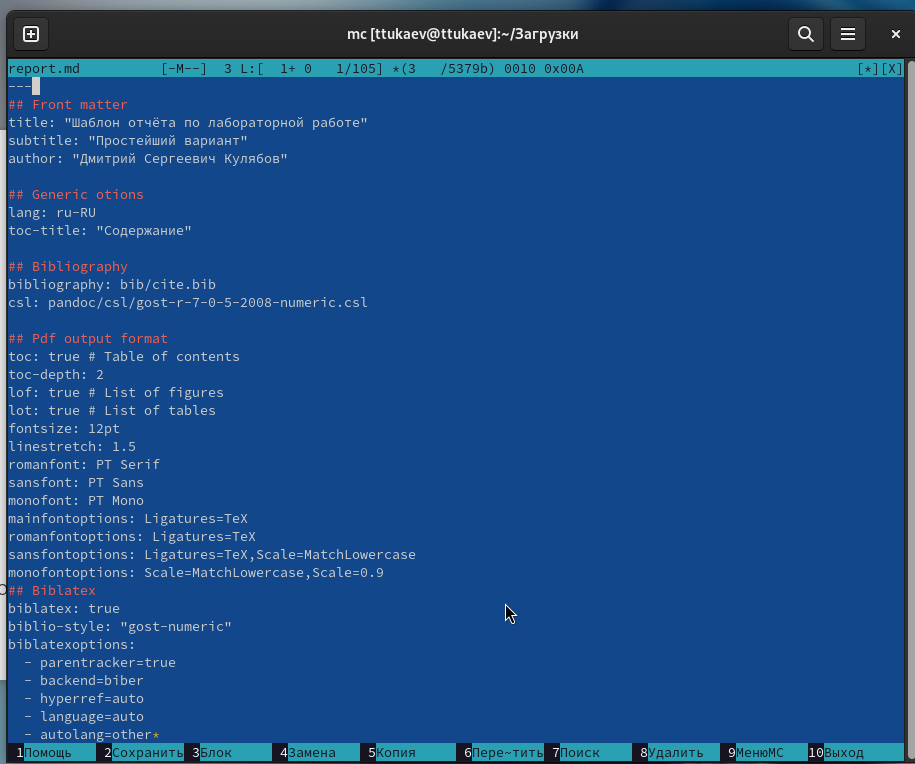 mc [ttukaev@ttukaev]:~/Загрузки
report.md [-M--] 3 L:[ 1+ 0 1/105] *(3 /5379b) 0010 0x00A [*][X]
---
## Front matter
title: "Шаблон отчёта по лабораторной работе"
subtitle: "Простейший вариант"
author: "Дмитрий Сергеевич Кулябов"
## Generic otions
lang: ru-RU
toc-title: "Содержание"
## Bibliography
bibliography: bib/cite.bib
csl: pandoc/csl/gost-r-7-0-5-2008-numeric.csl
## Pdf output format
toc: true # Table of contents
toc-depth: 2
lof: true # List of figures
lot: true # List of tables
fontsize: 12pt
linestretch: 1.5
romanfont: PT Serif
sansfont: PT Sans
monofont: PT Mono
mainfontoptions: Ligatures=TeX
romanfontoptions: Ligatures=TeX
sansfontoptions: Ligatures=TeX,Scale=MatchLowercase
monofontoptions: Scale=MatchLowercase,Scale=0.9
## Biblatex
biblatex: true
biblio-style: "gost-numeric"
biblatexoptions:
- parentracker=true
- backend=biber
- hyperref=auto
- language=auto
- autolang=other*
1Помощь 2Сохранить 3Блок 4Замена 5Копия 6Пере~тить 7Поиск 8Удалить 9МенюMC 10Выход